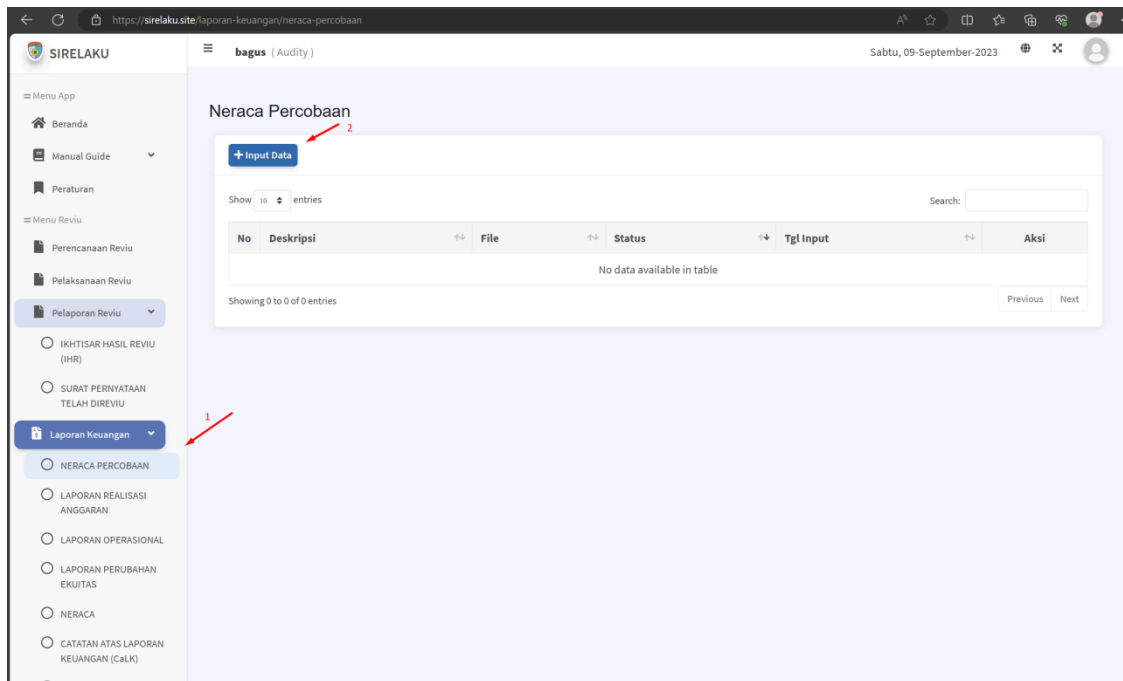 https://sirelaku.site/laporan-keuangan/neraca-percobaan
SIRELAKU
bagus ( Audity )
Sabtu, 09-September-2023
Menu App
Beranda
Manual Guide
Peraturan
Menu Reviu
Perencanaan Reviu
Pelaksanaan Reviu
Pelaporan Reviu
IKHTISAR HASIL REVIU
(IHR)
SURAT PERNYATAAN
TELAH DIREVIU
Laporan Keuangan
1
NERACA PERCOBAAN
LAPORAN REALISASI
ANGGARAN
LAPORAN OPERASIONAL
LAPORAN PERUBAHAN
EKUITAS
NERACA
CATATAN ATAS LAPORAN
KEUANGAN (CaLK)
Neraca Percobaan
2
+ Input Data
Show 10 entries
Search:
No Deskripsi File Status Tgl Input Aksi
No data available in table
Showing 0 to 0 of 0 entries
Previous Next